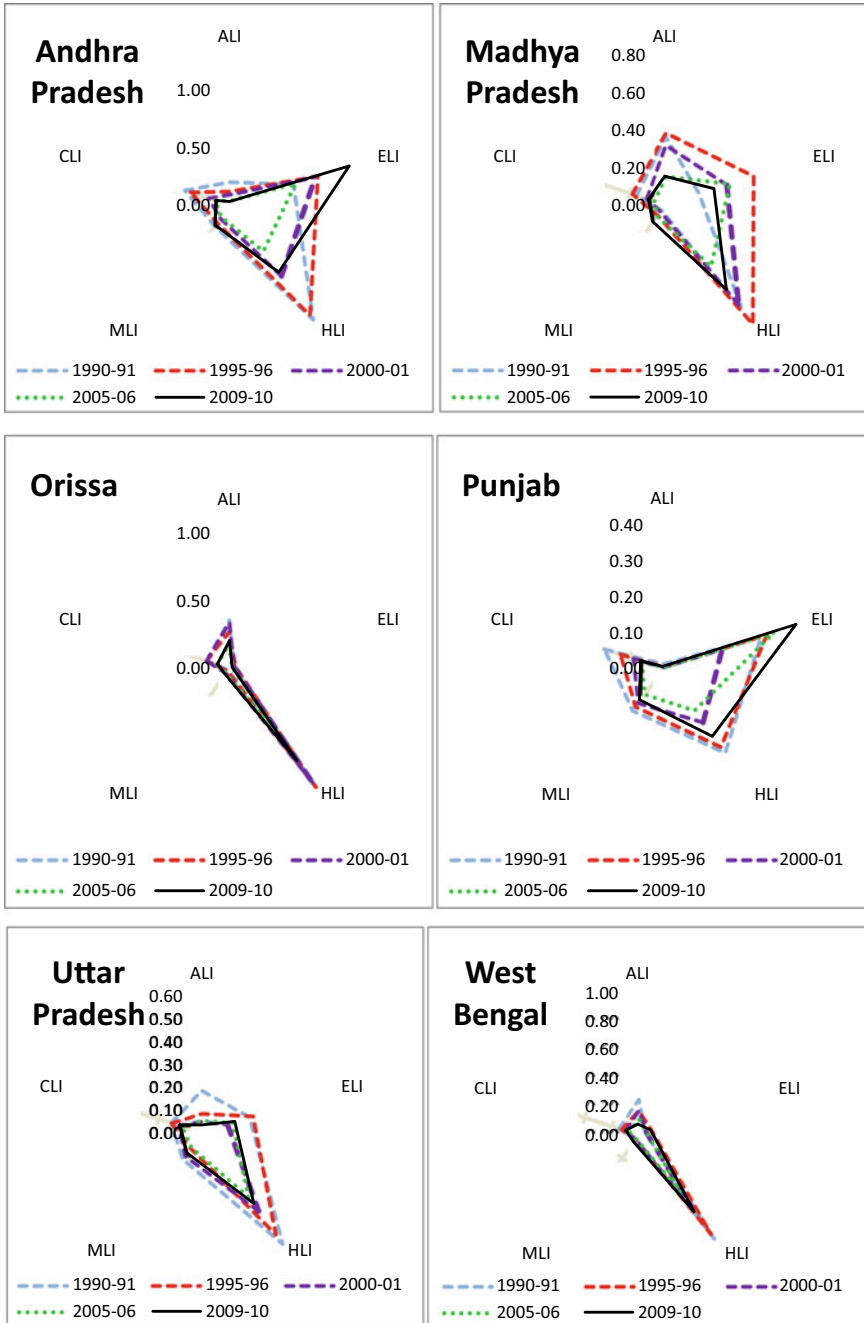 Andhra
Pradesh
ALI
1.00
0.50
0.00
ELI
CLI
MLI
HLI
1990-91 1995-96 2000-01
2005-06 2009-10
Madhya
Pradesh
ALI
0.80
0.60
0.40
0.20
0.00
ELI
CLI
MLI
HLI
1990-91 1995-96 2000-01
2005-06 2009-10
Orissa
ALI
1.00
0.50
0.00
ELI
CLI
MLI
HLI
1990-91 1995-96 2000-01
2005-06 2009-10
Punjab
ALI
0.40
0.30
0.20
0.10
0.00
ELI
CLI
MLI
HLI
1990-91 1995-96 2000-01
2005-06 2009-10
Uttar
Pradesh
ALI
0.60
0.50
0.40
0.30
0.20
0.10
0.00
ELI
CLI
MLI
HLI
1990-91 1995-96 2000-01
2005-06 2009-10
West
Bengal
ALI
1.00
0.80
0.60
0.40
0.20
0.00
ELI
CLI
MLI
HLI
1990-91 1995-96 2000-01
2005-06 2009-10